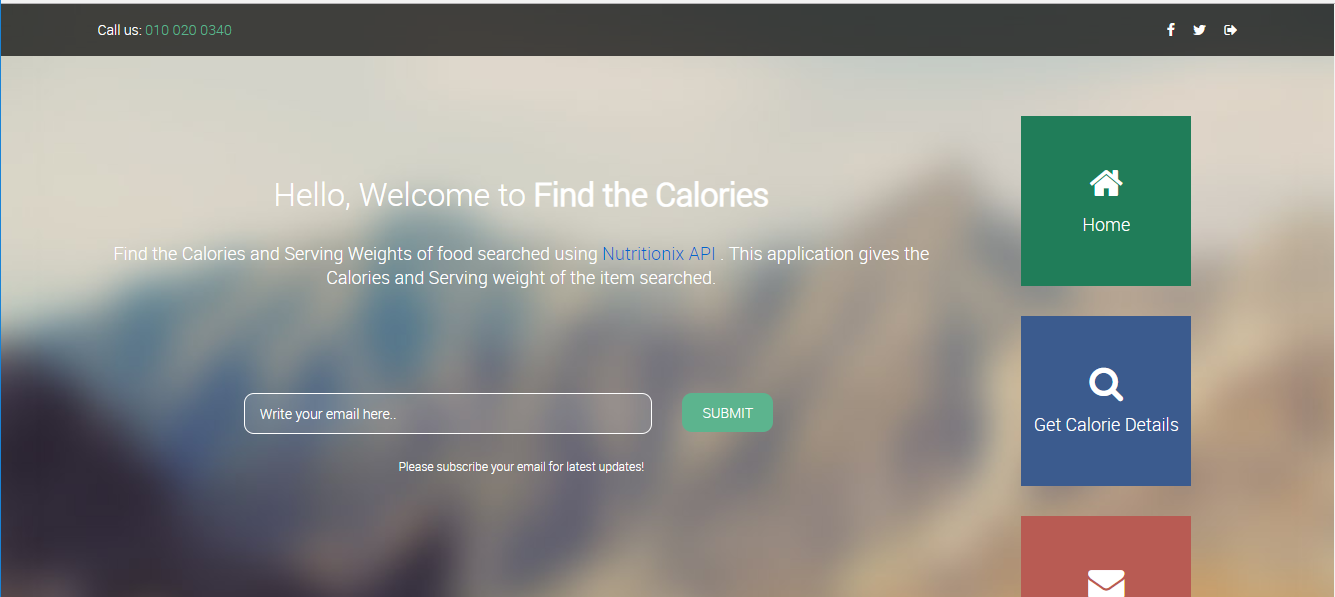 Call us: 010 020 0340
Hello, Welcome to Find the Calories
Find the Calories and Serving Weights of food searched using Nutritionix API . This application gives the
Calories and Serving weight of the item searched.
Write your email here..
SUBMIT
Please subscribe your email for latest updates!
Home
Get Calorie Details